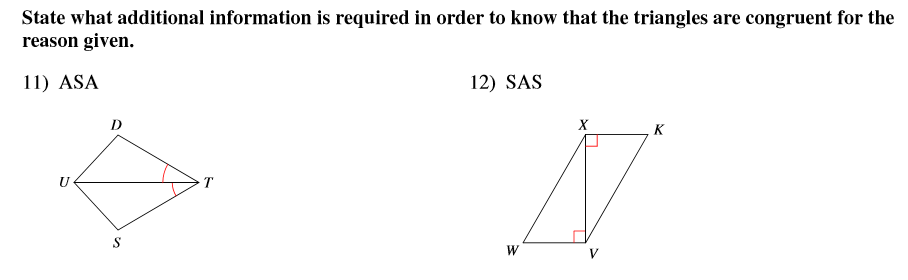 State what additional information is required in order to know that the triangles are congruent for the
reason given.
11) ASA
12) SAS
D
U
T
S
X
K
W
V